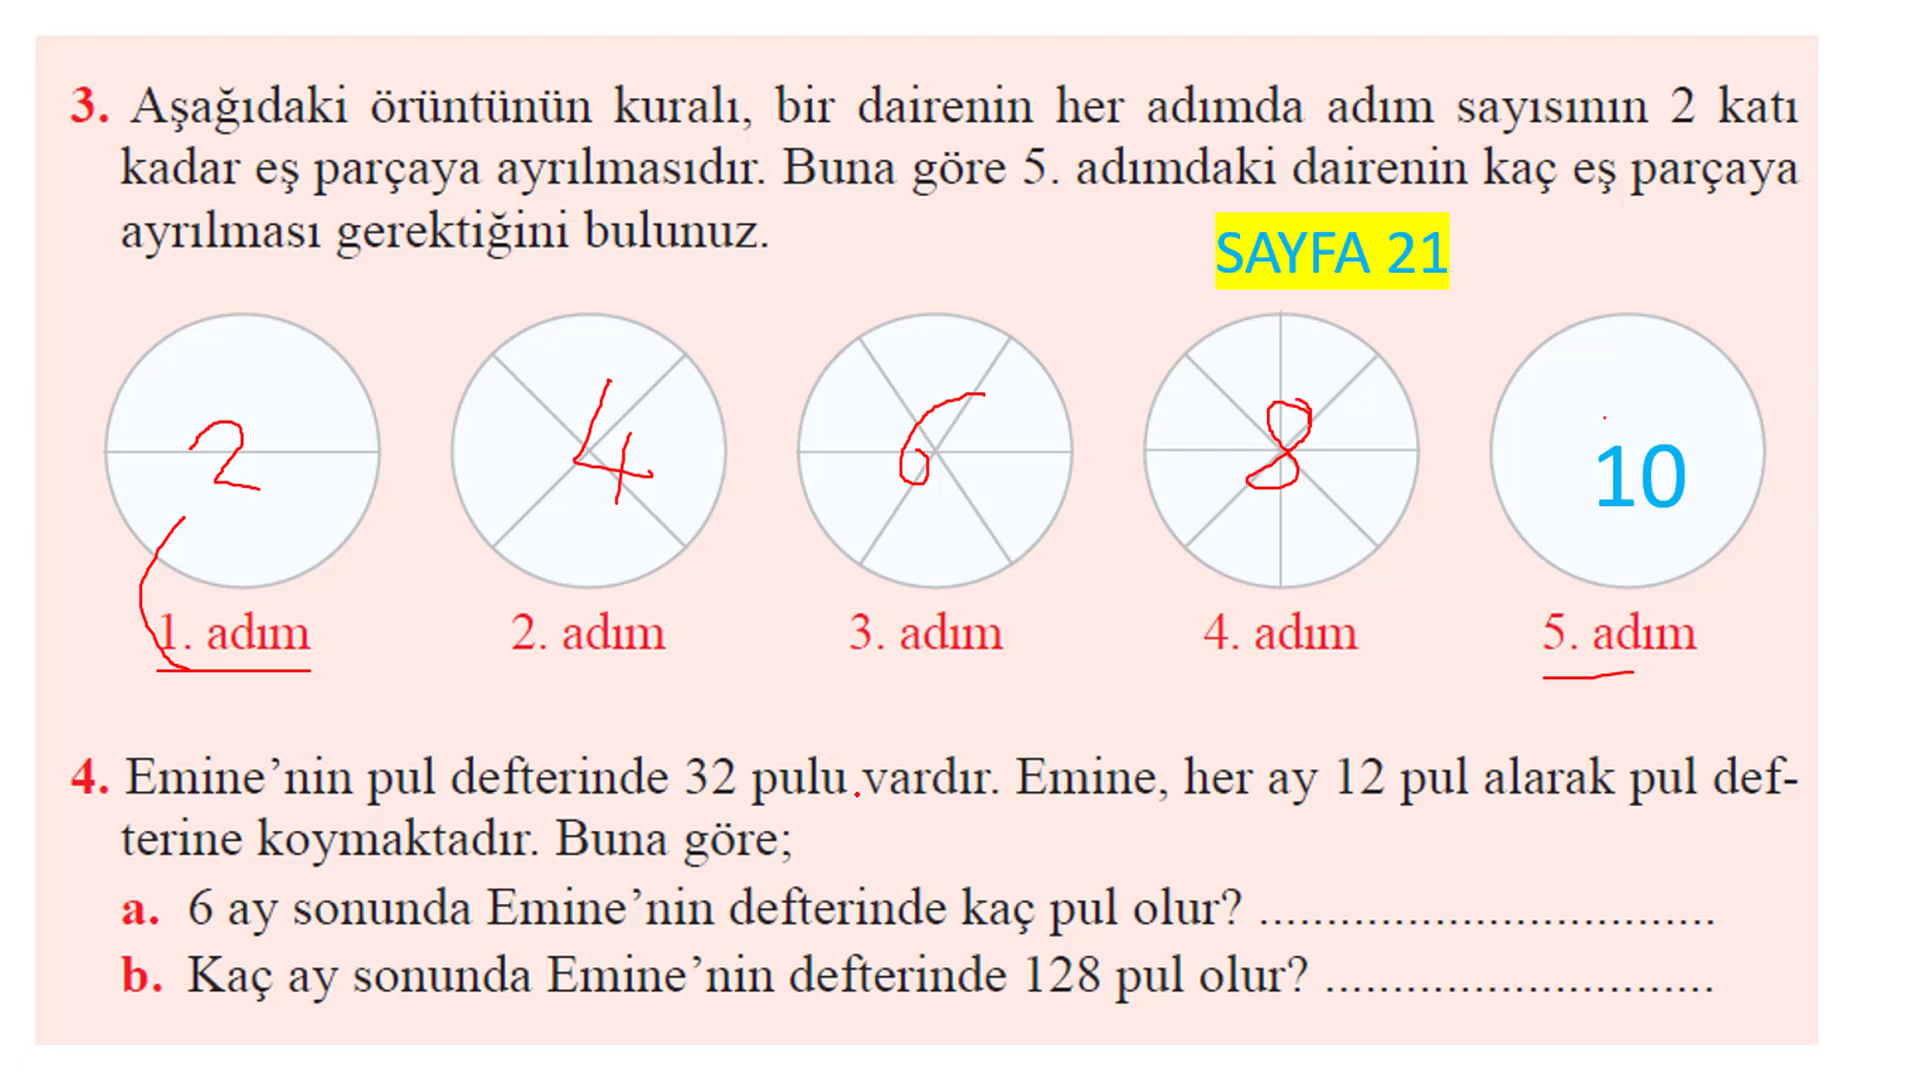 3. Aşağıdaki örüntünün kuralı, bir dairenin her adımda adım sayısının 2 katı
kadar eş parçaya ayrılmasıdır. Buna göre 5. adımdaki dairenin kaç eş parçaya
ayrılması gerektiğini bulunuz.
SAYFA 21
2 4 6 8 10
1. adım 2. adım 3. adım 4. adım 5. adım
4. Emine’nin pul defterinde 32 pulu vardır. Emine, her ay 12 pul alarak pul def-
terine koymaktadır. Buna göre;
a. 6 ay sonunda Emine’nin defterinde kaç pul olur? ..................................
b. Kaç ay sonunda Emine’nin defterinde 128 pul olur? .............................